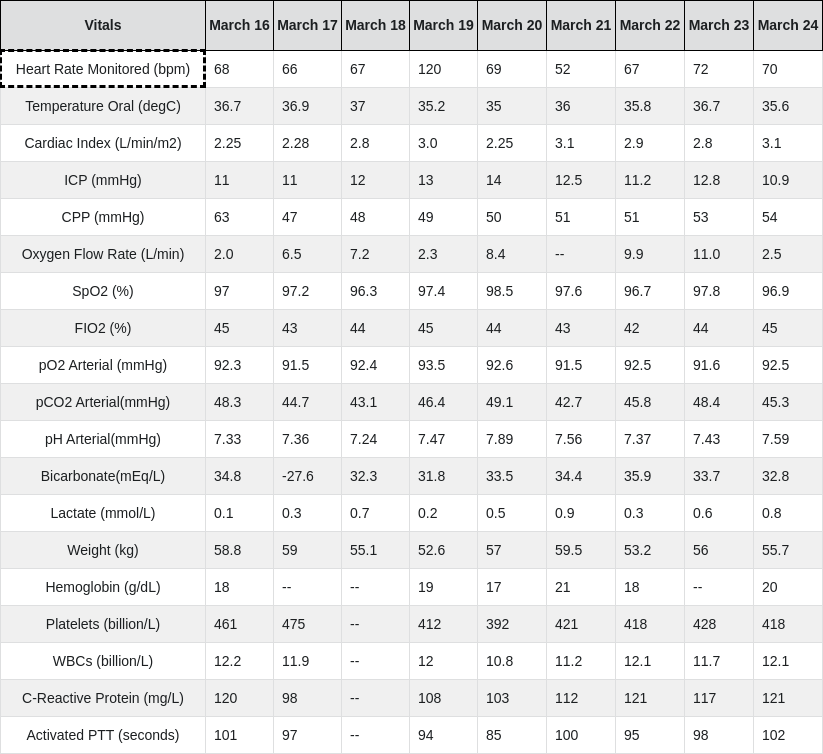 Vitals March 16 March 17 March 18 March 19 March 20 March 21 March 22 March 23 March 24
Heart Rate Monitored (bpm) 68 66 67 120 69 52 67 72 70
Temperature Oral (degC) 36.7 36.9 37 35.2 35 36 35.8 36.7 35.6
Cardiac Index (L/min/m2) 2.25 2.28 2.8 3.0 2.25 3.1 2.9 2.8 3.1
ICP (mmHg) 11 11 12 13 14 12.5 11.2 12.8 10.9
CPP (mmHg) 63 47 48 49 50 51 51 53 54
Oxygen Flow Rate (L/min) 2.0 6.5 7.2 2.3 8.4 -- 9.9 11.0 2.5
SpO2 (%) 97 97.2 96.3 97.4 98.5 97.6 96.7 97.8 96.9
FIO2 (%) 45 43 44 45 44 43 42 44 45
pO2 Arterial (mmHg) 92.3 91.5 92.4 93.5 92.6 91.5 92.5 91.6 92.5
pCO2 Arterial(mmHg) 48.3 44.7 43.1 46.4 49.1 42.7 45.8 48.4 45.3
pH Arterial(mmHg) 7.33 7.36 7.24 7.47 7.89 7.56 7.37 7.43 7.59
Bicarbonate(mEq/L) 34.8 -27.6 32.3 31.8 33.5 34.4 35.9 33.7 32.8
Lactate (mmol/L) 0.1 0.3 0.7 0.2 0.5 0.9 0.3 0.6 0.8
Weight (kg) 58.8 59 55.1 52.6 57 59.5 53.2 56 55.7
Hemoglobin (g/dL) 18 -- -- 19 17 21 18 -- 20
Platelets (billion/L) 461 475 -- 412 392 421 418 428 418
WBCs (billion/L) 12.2 11.9 -- 12 10.8 11.2 12.1 11.7 12.1
C-Reactive Protein (mg/L) 120 98 -- 108 103 112 121 117 121
Activated PTT (seconds) 101 97 -- 94 85 100 95 98 102